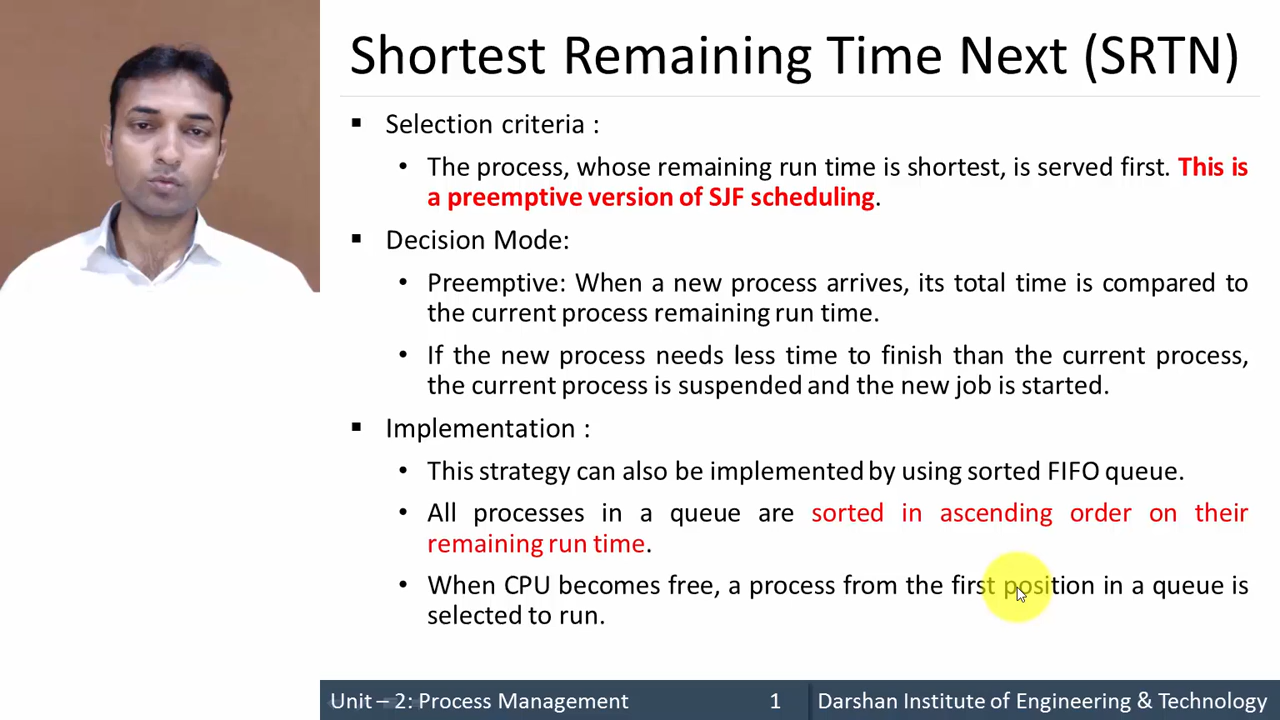 Shortest Remaining Time Next (SRTN)
▪ Selection criteria :
• The process, whose remaining run time is shortest, is served first. This is
a preemptive version of SJF scheduling.
▪ Decision Mode:
• Preemptive: When a new process arrives, its total time is compared to
the current process remaining run time.
• If the new process needs less time to finish than the current process,
the current process is suspended and the new job is started.
▪ Implementation :
• This strategy can also be implemented by using sorted FIFO queue.
• All processes in a queue are sorted in ascending order on their
remaining run time.
• When CPU becomes free, a process from the first position in a queue is
selected to run.
Unit – 2: Process Management 1 Darshan Institute of Engineering & Technology